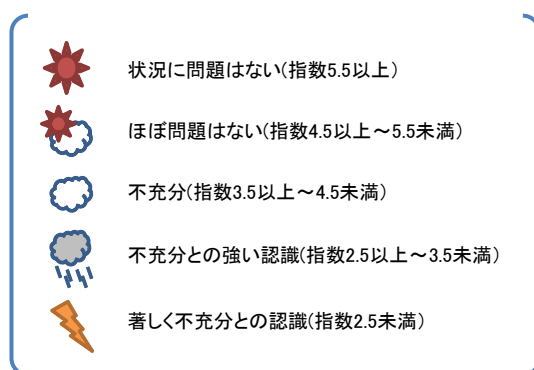 状況に問題はない(指数5.5以上)
ほぼ問題はない(指数4.5以上～5.5未満)
不充分(指数3.5以上～4.5未満)
不充分との強い認識(指数2.5以上～3.5未満)
著しく不充分との認識(指数2.5未満)